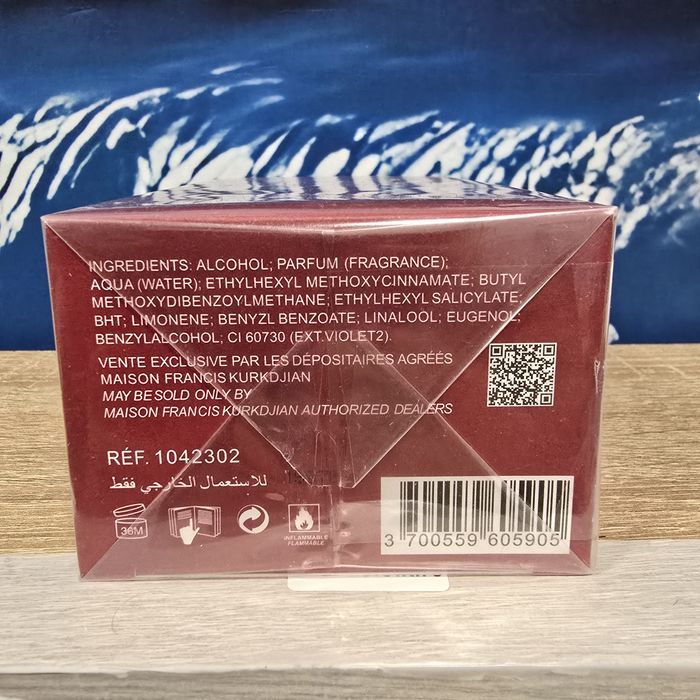 INGREDIENTS: ALCOHOL; PARFUM (FRAGRANCE);
AQUA (WATER); ETHYLHEXYL METHOXYCINNAMATE; BUTYL
METHOXYDIBENZOYLMETHANE; ETHYLHEXYL SALICYLATE;
BHT; LIMONENE; BENYZL BENZOATE; LINALOOL; EUGENOL;
BENZYLALCOHOL; CI 60730 (EXT.VIOLET2).
VENTE EXCLUSIVE PAR LES DÉPOSITAIRES AGRÉÉS
MAISON FRANCIS KURKDJIAN
MAY BE SOLD ONLY BY
MAISON FRANCIS KURKDJIAN AUTHORIZED DEALERS
RÉF. 1042302
للإستعمال الخارجي فقط
36M
INFLAMMABLE
FLAMMABLE
3 700559 605905